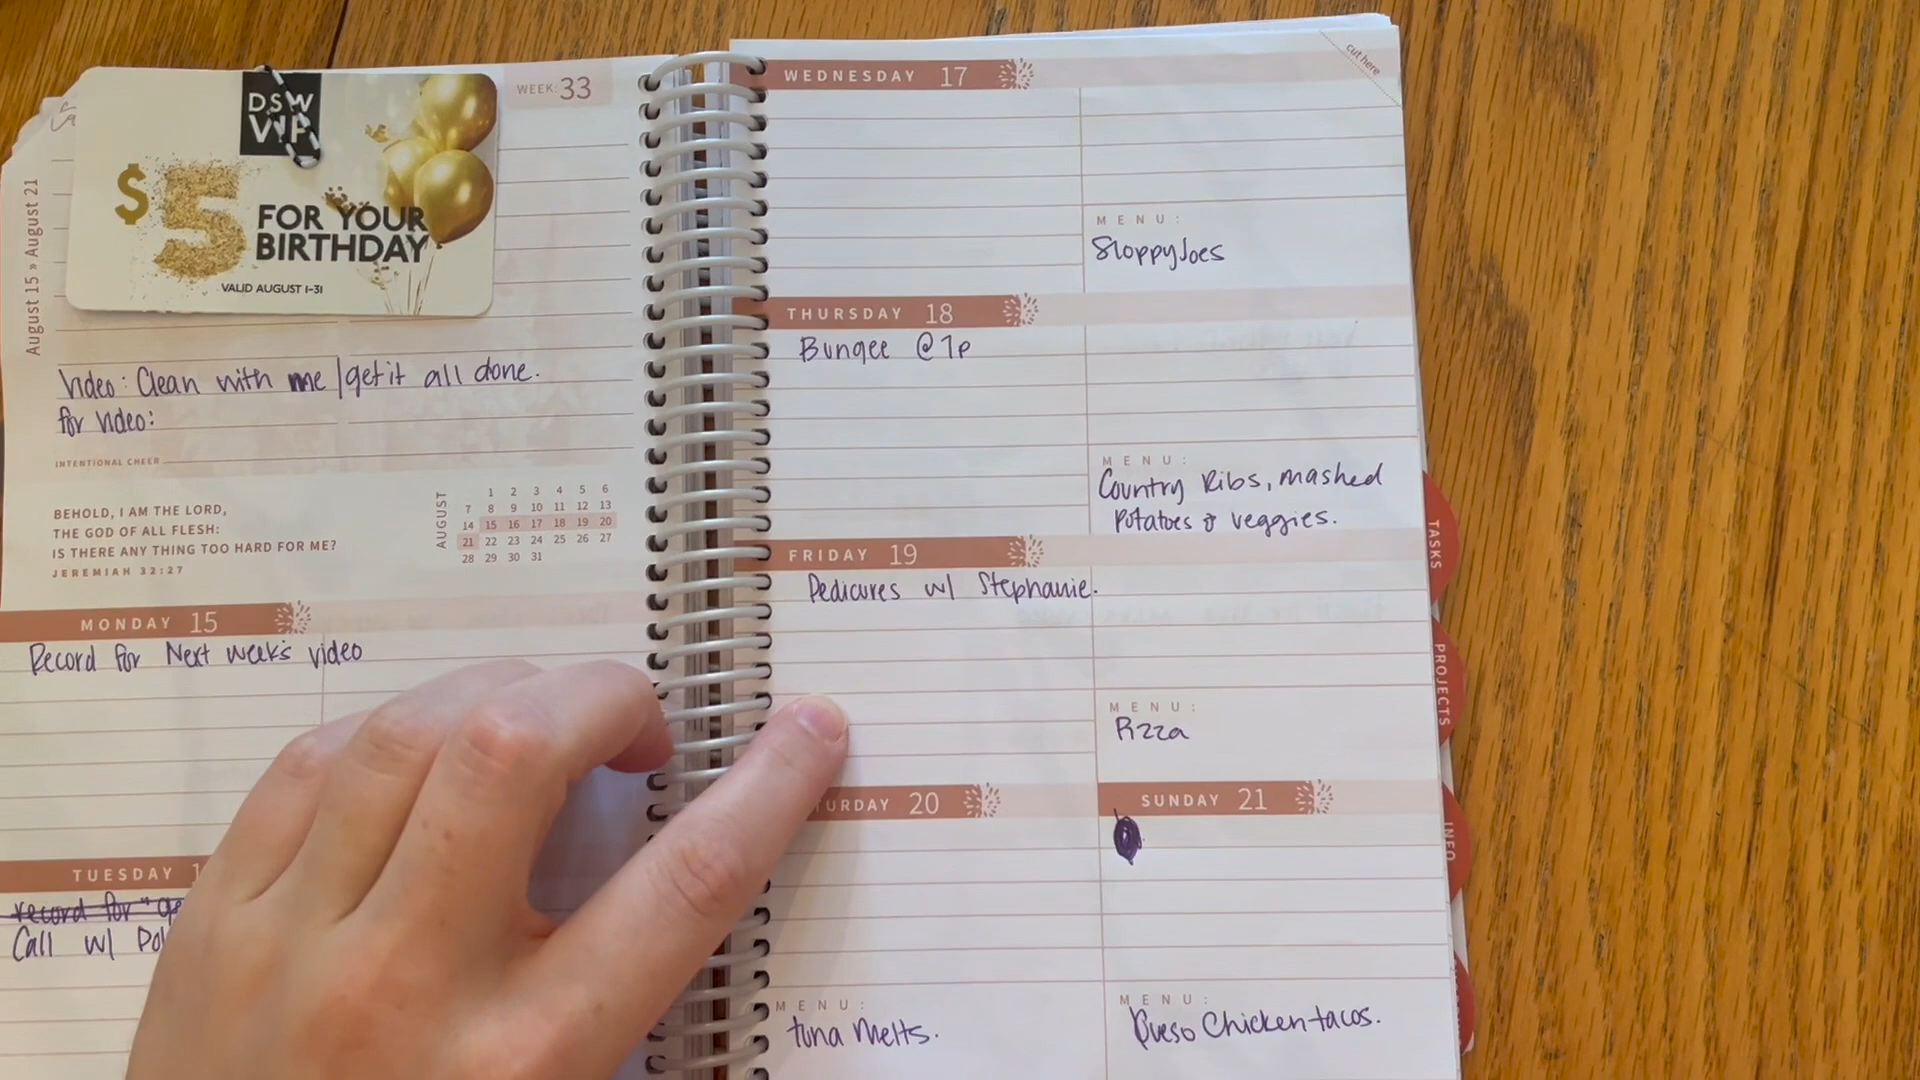 DSW
VIP
$5 FOR YOUR
BIRTHDAY
VALID AUGUST 1-31
WEEK: 33
August 15 » August 21
Video: Clean with me / get it all done.
for video:
INTENTIONAL CHEER
BEHOLD, I AM THE LORD,
THE GOD OF ALL FLESH:
IS THERE ANY THING TOO HARD FOR ME?
JEREMIAH 32:27
AUGUST
1 2 3 4 5 6
7 8 9 10 11 12 13
14 15 16 17 18 19 20
21 22 23 24 25 26 27
28 29 30 31
MONDAY 15
Record for Next week's video
TUESDAY 1
record for "ge
Call w/
WEDNESDAY 17
cut here
MENU:
Sloppy Joes
THURSDAY 18
Bungee @
MENU:
Country Ribs, mashed
Potatoes & veggies.
FRIDAY 19
Pedicures w/ Stephanie.
MENU:
Pizza
TURDAY 20
MENU:
tuna Melts.
SUNDAY 21
MENU:
Queso Chicken tacos.
TASKS
PROJECTS
INFO